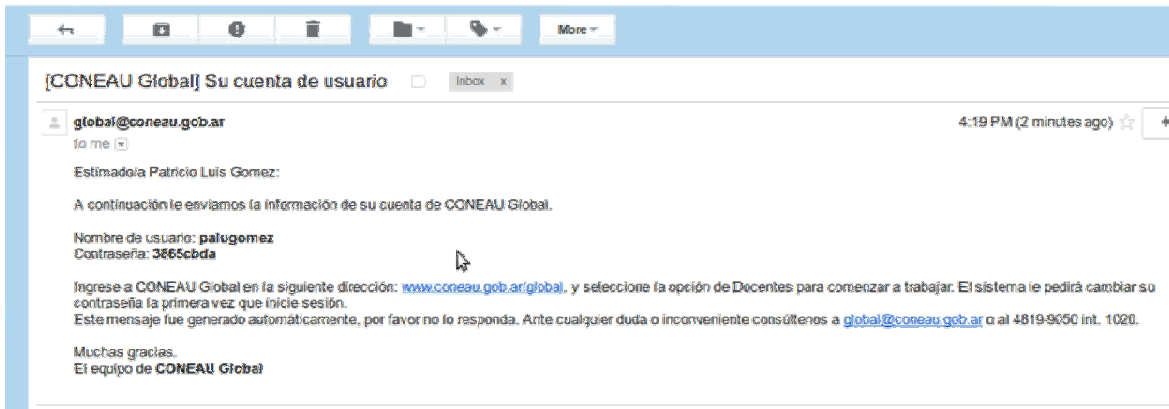 More
[CONEAU Global] Su cuenta de usuario
Inbox x
global@coneau.gob.ar
4:19 PM (2 minutes ago)
to me
Estimado/a Patricio Luis Gomez:
A continuación le enviamos la información de su cuenta de CONEAU Global.
Nombre de usuario: palugomez
Contraseña: 3865cbda
Ingrese a CONEAU Global en la siguiente dirección: www.coneau.gob.ar/global, y seleccione la opción de Docentes para comenzar a trabajar. El sistema le pedirá cambiar su
contraseña la primera vez que inicie sesión.
Este mensaje fue generado automáticamente, por favor no lo responda. Ante cualquier duda o inconveniente consúltenos a global@coneau.gob.ar o al 4819-9050 int. 1020.
Muchas gracias.
El equipo de CONEAU Global